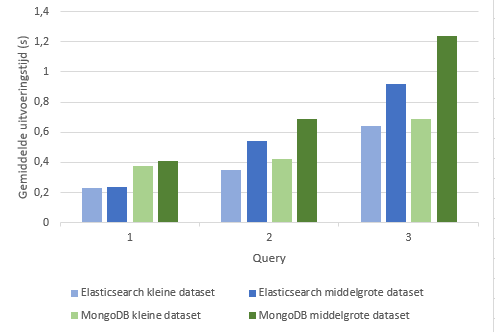 Gemiddelde uitvoeringstijd (s)
1,4
1,2
1
0,8
0,6
0,4
0,2
0
1 2 3
Query
Elasticsearch kleine dataset Elasticsearch middelgrote dataset
MongoDB kleine dataset MongoDB middelgrote dataset